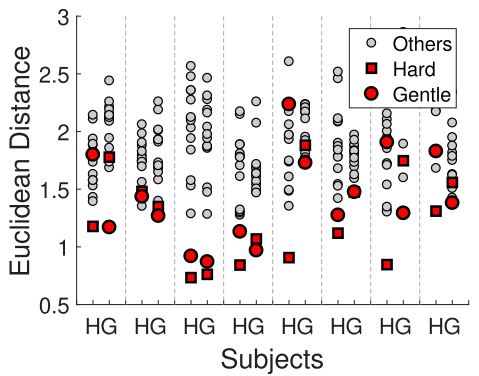 3
2.5
2
1.5
1
0.5
Euclidean Distance
Others
Hard
Gentle
HG HG HG HG HG HG HG HG
Subjects